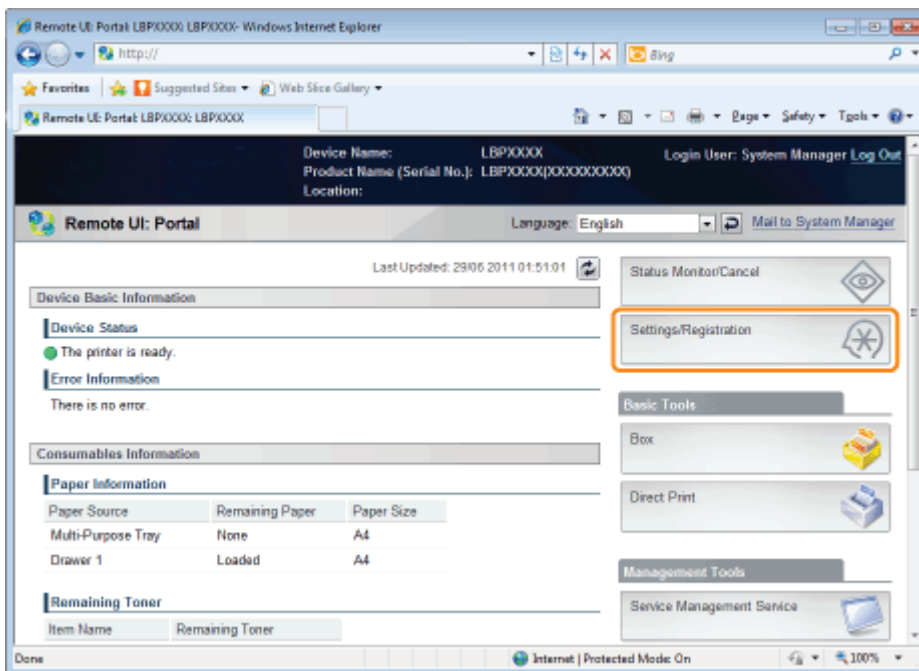 Remote UI: Portal: LBPXXXX: LBPXXXX- Windows Internet Explorer
http://
Bing
Favorites Suggested Sites Web Slice Gallery
Remote UI: Portal: LBPXXXX: LBPXXXX
Page Safety Tools
Device Name: LBPXXXX
Login User: System Manager Log Out
Product Name (Serial No.): LBPXXXX(XXXXXXXXX)
Location:
Remote UI: Portal
Language: English
Mail to System Manager
Last Updated: 29/06 2011 01:51:01
Device Basic Information
Device Status
The printer is ready.
Error Information
There is no error.
Consumables Information
Paper Information
Paper Source Remaining Paper Paper Size
Multi-Purpose Tray None A4
Drawer 1 Loaded A4
Remaining Toner
Item Name Remaining Toner
Status Monitor/Cancel
Settings/Registration
Basic Tools
Box
Direct Print
Management Tools
Service Management Service
Done
Internet | Protected Mode: On
100%